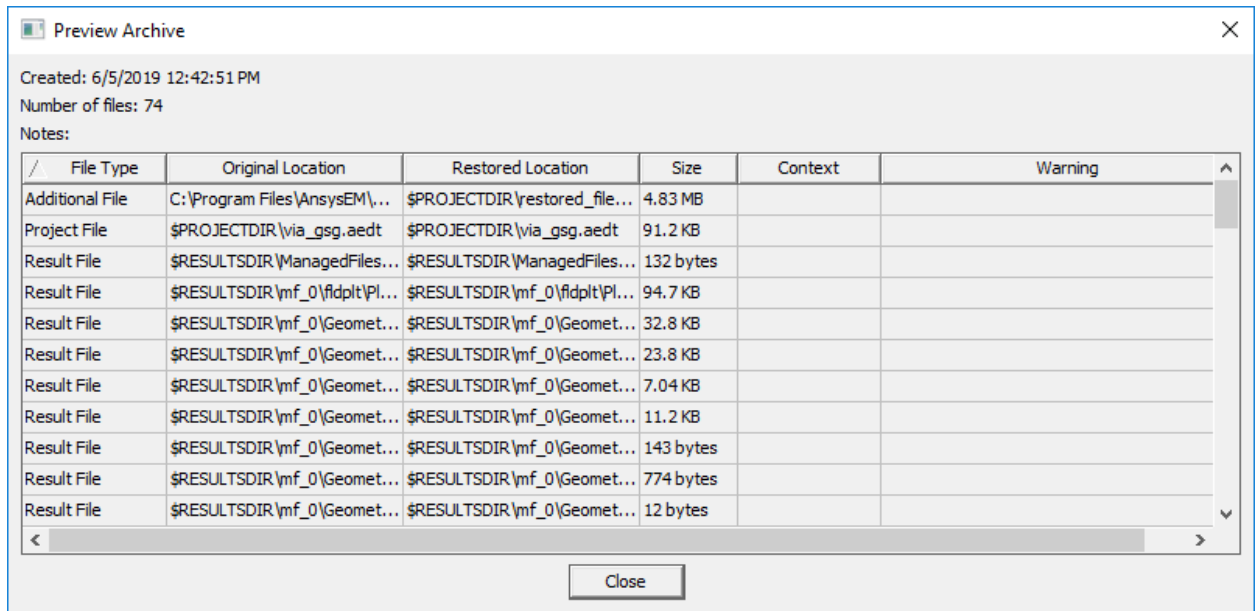 Preview Archive
Created: 6/5/2019 12:42:51 PM
Number of files: 74
Notes:
File Type Original Location Restored Location Size Context Warning
Additional File C:\Program Files\AnsysEM\... $PROJECTDIR\restored_file... 4.83 MB
Project File $PROJECTDIR\via_gsg.aedt $PROJECTDIR\via_gsg.aedt 91.2 KB
Result File $RESULTSDIR\ManagedFiles... $RESULTSDIR\ManagedFiles... 132 bytes
Result File $RESULTSDIR\mf_0\fldplt\Pl... $RESULTSDIR\mf_0\fldplt\Pl... 94.7 KB
Result File $RESULTSDIR\mf_0\Geomet... $RESULTSDIR\mf_0\Geomet... 32.8 KB
Result File $RESULTSDIR\mf_0\Geomet... $RESULTSDIR\mf_0\Geomet... 23.8 KB
Result File $RESULTSDIR\mf_0\Geomet... $RESULTSDIR\mf_0\Geomet... 7.04 KB
Result File $RESULTSDIR\mf_0\Geomet... $RESULTSDIR\mf_0\Geomet... 11.2 KB
Result File $RESULTSDIR\mf_0\Geomet... $RESULTSDIR\mf_0\Geomet... 143 bytes
Result File $RESULTSDIR\mf_0\Geomet... $RESULTSDIR\mf_0\Geomet... 774 bytes
Result File $RESULTSDIR\mf_0\Geomet... $RESULTSDIR\mf_0\Geomet... 12 bytes
Close